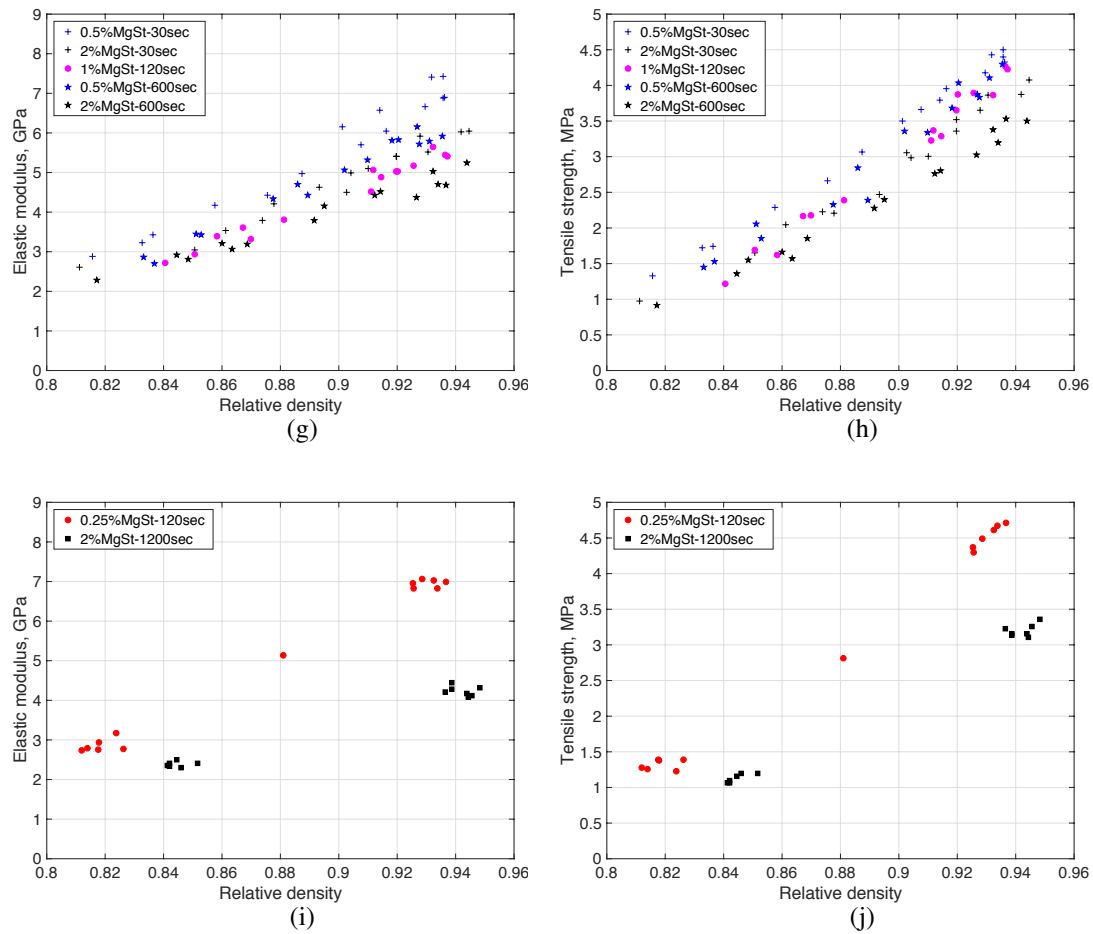 0.5%MgSt-30sec
2%MgSt-30sec
1%MgSt-120sec
0.5%MgSt-600sec
2%MgSt-600sec
9
8
7
6
5
4
3
2
1
0
Elastic modulus, GPa
0.8 0.82 0.84 0.86 0.88 0.9 0.92 0.94 0.96
Relative density
(g)
0.5%MgSt-30sec
2%MgSt-30sec
1%MgSt-120sec
0.5%MgSt-600sec
2%MgSt-600sec
5
4.5
4
3.5
3
2.5
2
1.5
1
0.5
0
Tensile strength, MPa
0.8 0.82 0.84 0.86 0.88 0.9 0.92 0.94 0.96
Relative density
(h)
0.25%MgSt-120sec
2%MgSt-1200sec
9
8
7
6
5
4
3
2
1
0
Elastic modulus, GPa
0.8 0.82 0.84 0.86 0.88 0.9 0.92 0.94 0.96
Relative density
(i)
0.25%MgSt-120sec
2%MgSt-1200sec
5
4.5
4
3.5
3
2.5
2
1.5
1
0.5
0
Tensile strength, MPa
0.8 0.82 0.84 0.86 0.88 0.9 0.92 0.94 0.96
Relative density
(j)